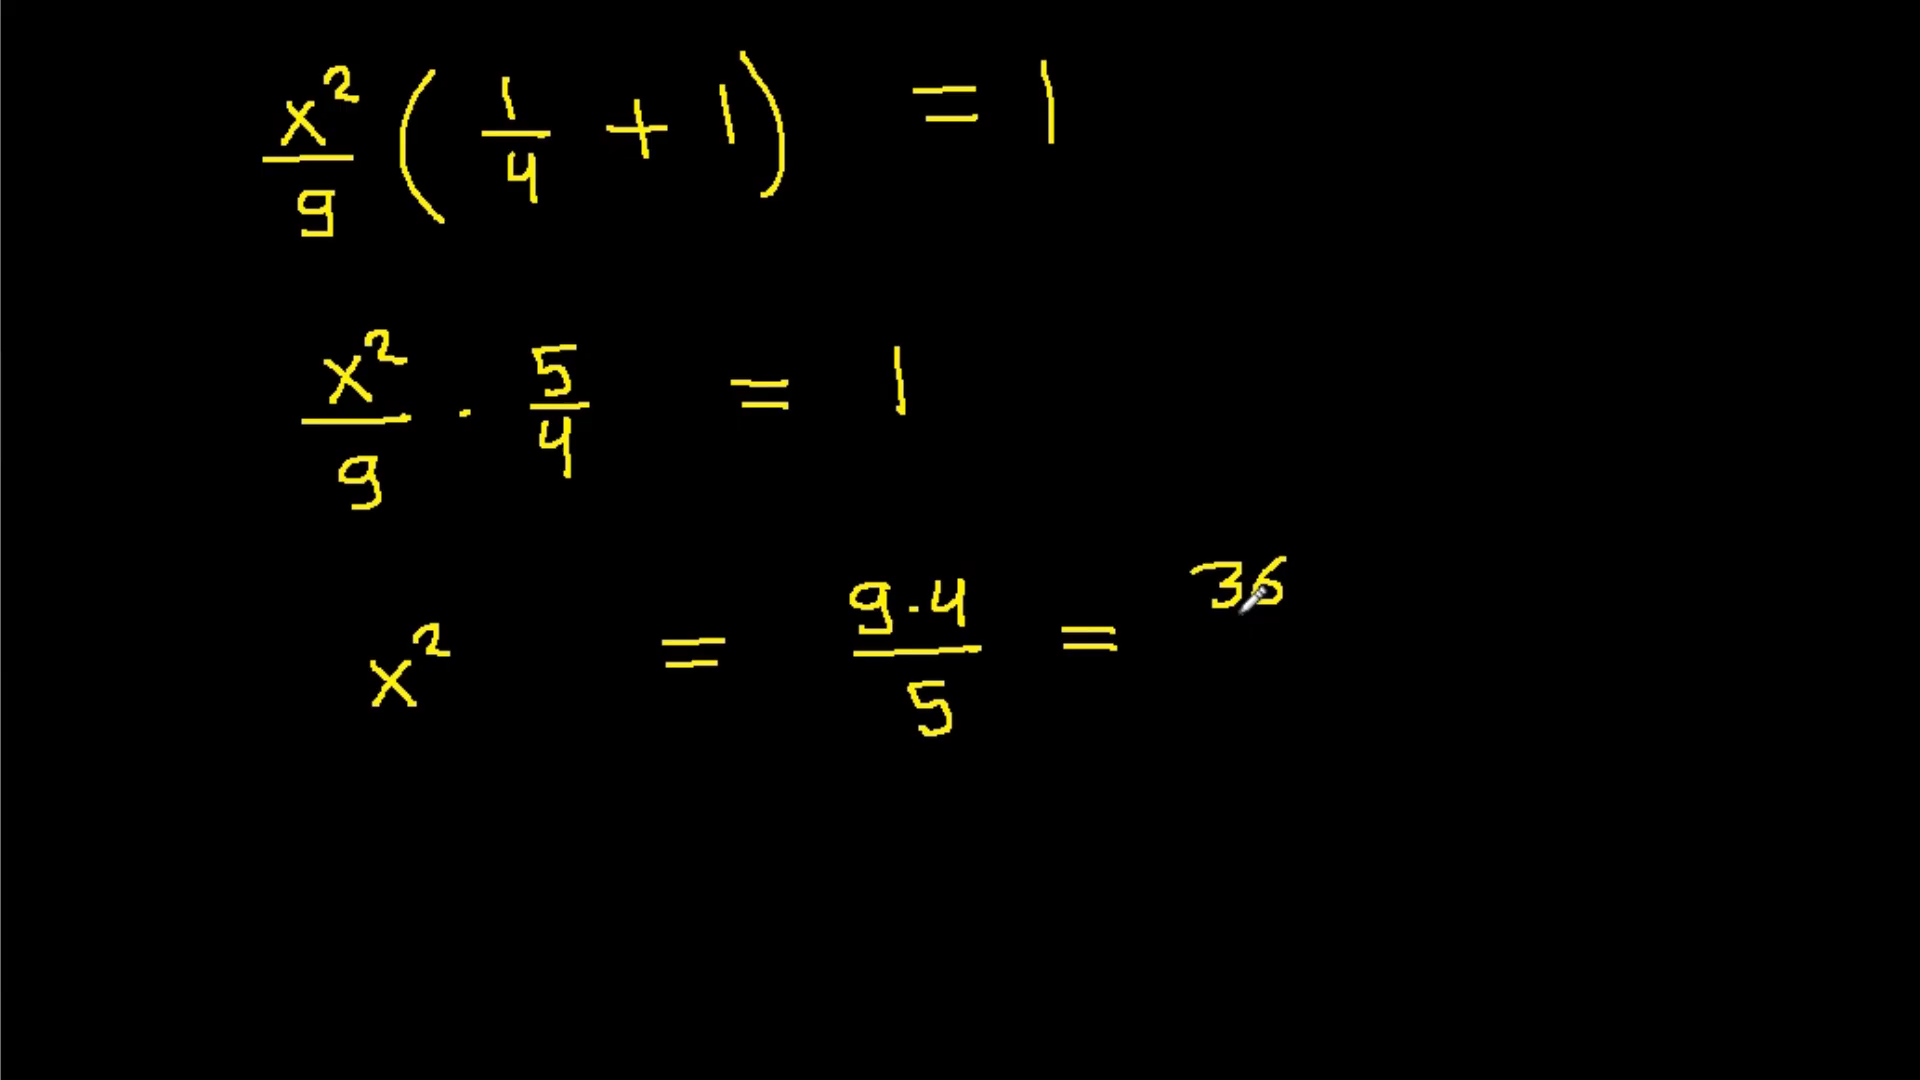 x²/9 (1/4 + 1) = 1
x²/9 · 5/4 = 1
x² = 9·4/5 = 36